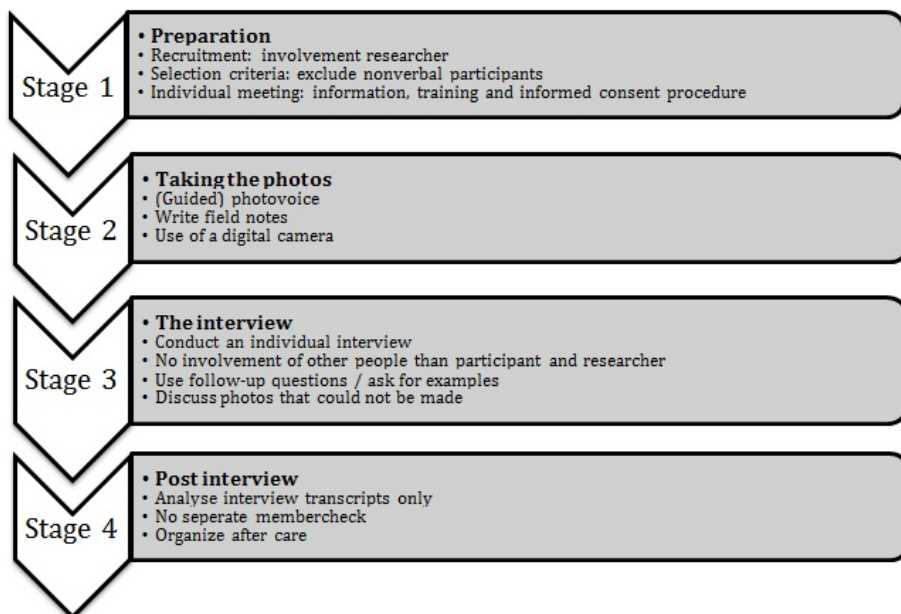 Stage 1
• Preparation
• Recruitment: involvement researcher
• Selection criteria: exclude nonverbal participants
• Individual meeting: information, training and informed consent procedure
Stage 2
• Taking the photos
• (Guided) photovoice
• Write field notes
• Use of a digital camera
Stage 3
• The interview
• Conduct an individual interview
• No involvement of other people than participant and researcher
• Use follow-up questions / ask for examples
• Discuss photos that could not be made
Stage 4
• Post interview
• Analyse interview transcripts only
• No seperate membercheck
• Organize after care